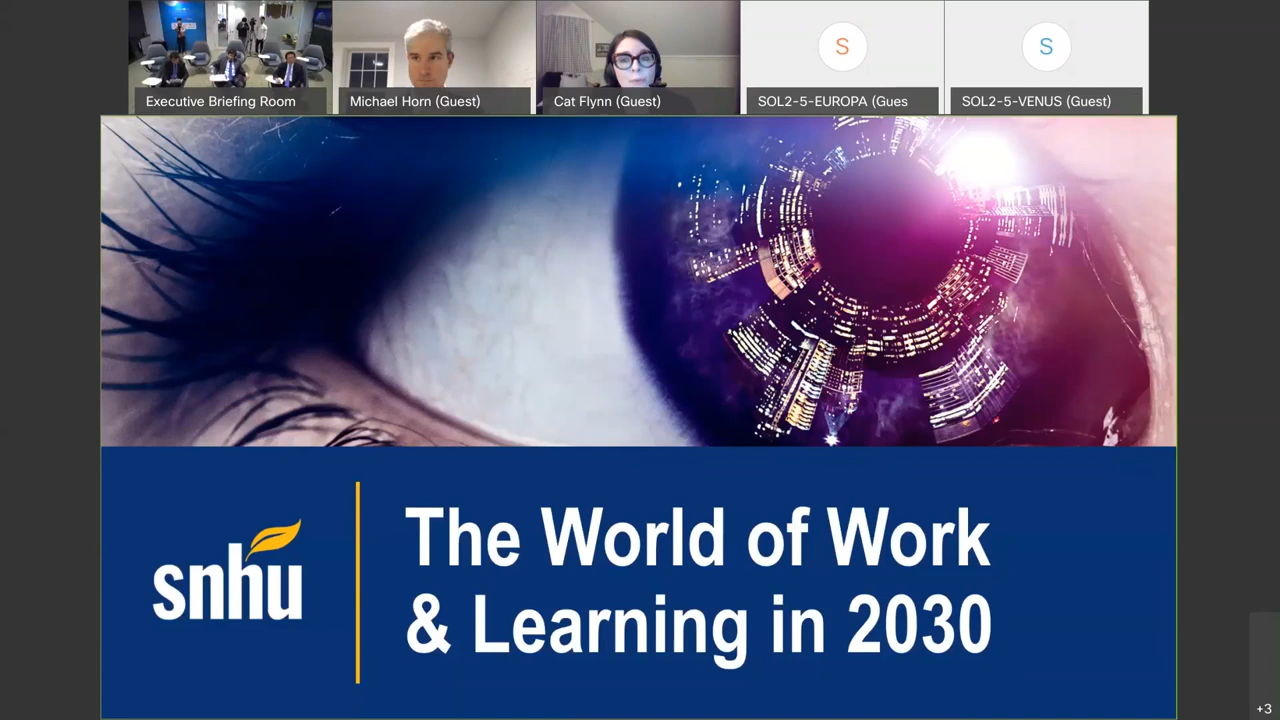 Executive Briefing Room
Michael Horn (Guest)
Cat Flynn (Guest)
S
SOL2-5-EUROPA (Gues
S
SOL2-5-VENUS (Guest)
snhu
The World of Work
& Learning in 2030
+3